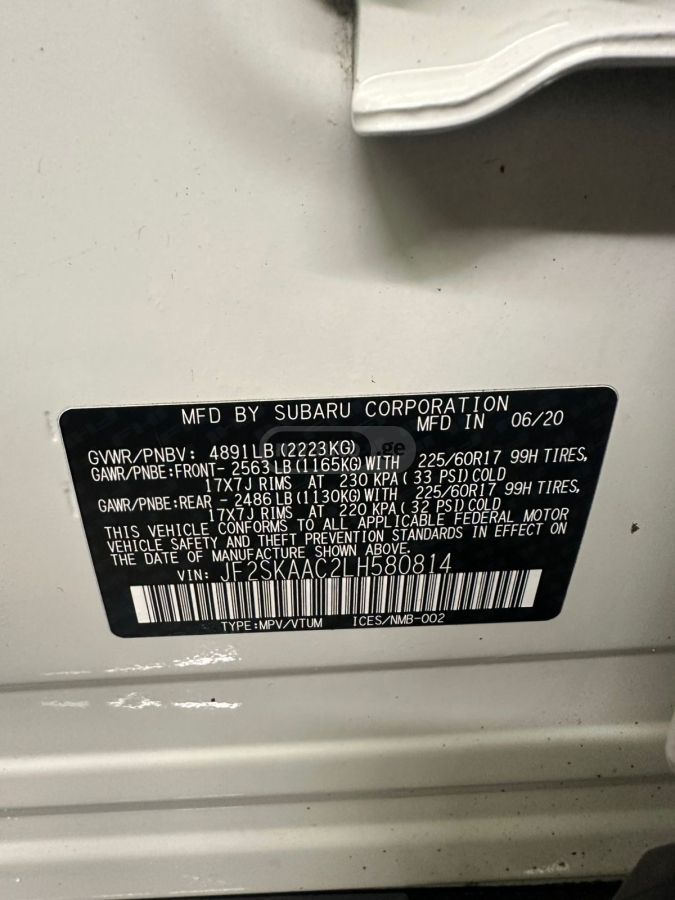 MFD BY SUBARU CORPORATION
MFD IN 06/20
GVWR/PNBV: 4891LB(2223KG)
GAWR/PNBE:FRONT- 2563 LB(1165KG)WITH 225/60R17 99H TIRES,
17X7J RIMS AT 230 KPA(33 PSI)COLD
GAWR/PNBE:REAR - 2486 LB(1130KG)WITH 225/60R17 99H TIRES,
17X7J RIMS AT 220 KPA(32 PSI)COLD
THIS VEHICLE CONFORMS TO ALL APPLICABLE FEDERAL MOTOR
VEHICLE SAFETY AND THEFT PREVENTION STANDARDS IN EFFECT ON
THE DATE OF MANUFACTURE SHOWN ABOVE.
VIN: JF2SKAAC2LH580814
TYPE:MPV/VTUM ICES/NMB-002